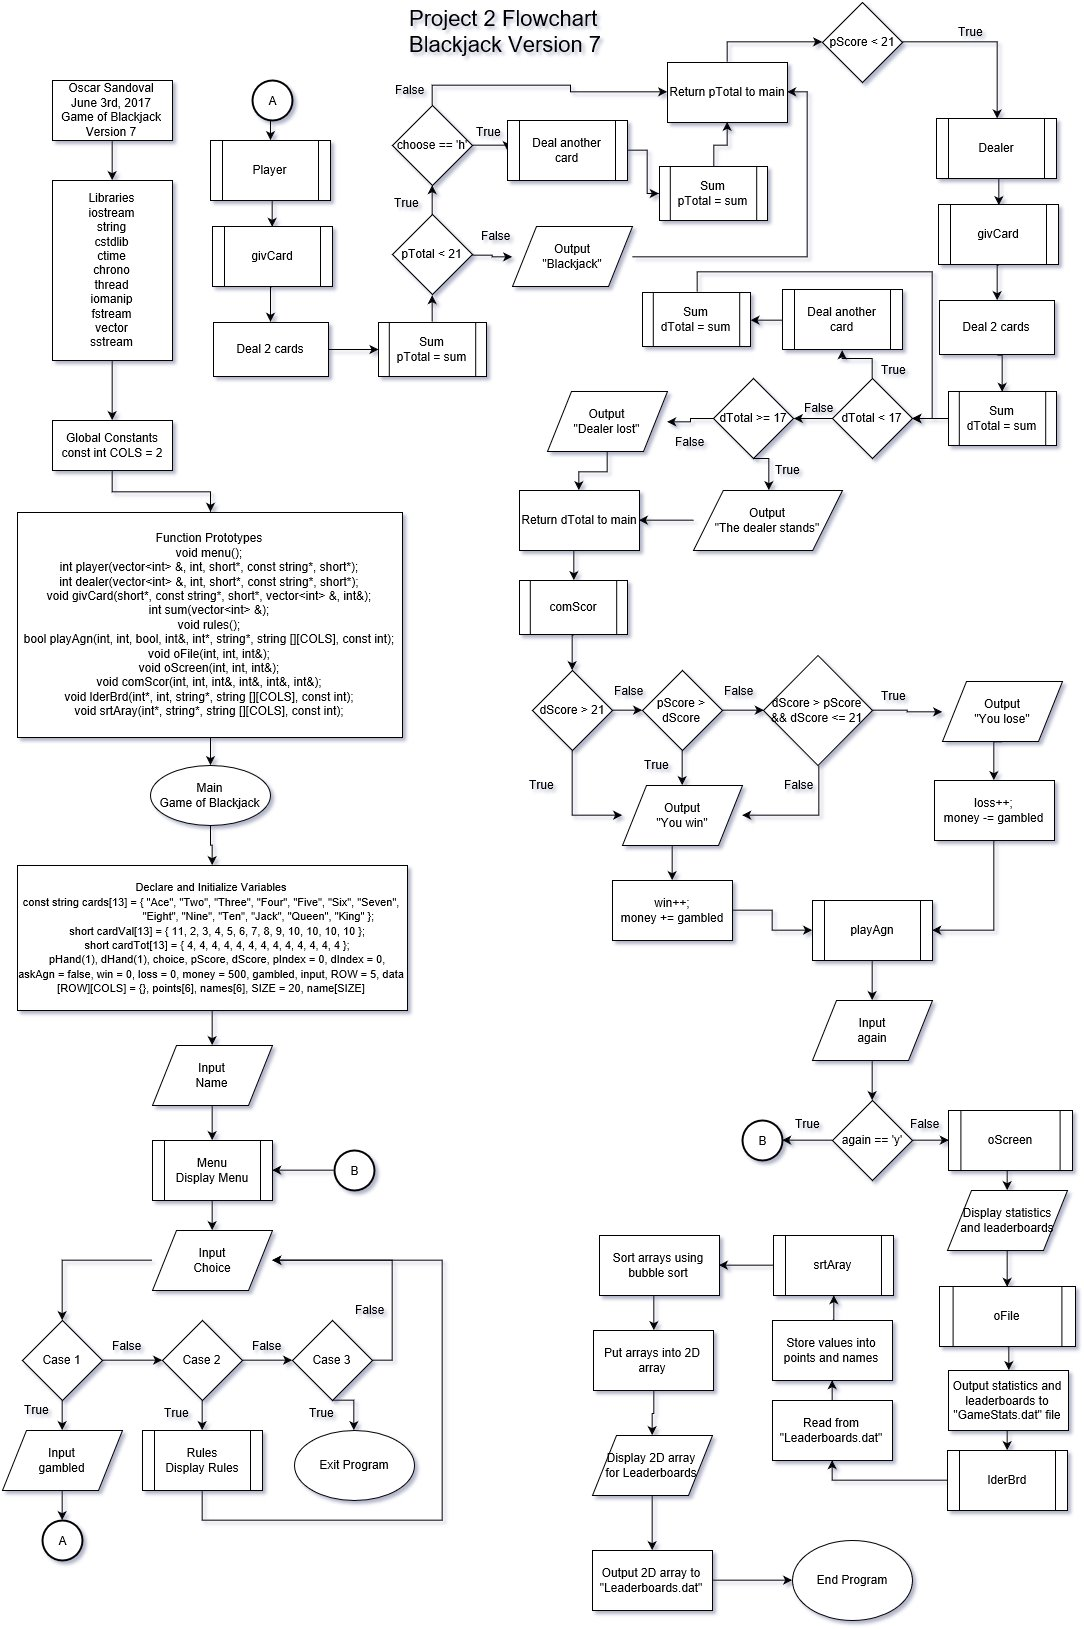 Project 2 Flowchart
Blackjack Version 7
Oscar Sandoval
June 3rd, 2017
Game of Blackjack
Version 7
Libraries
iostream
string
cstdlib
ctime
chrono
thread
iomanip
fstream
vector
sstream
Global Constants
const int COLS = 2
Function Prototypes
void menu();
int player(vector<int> &, int, short*, const string*, short*);
int dealer(vector<int> &, int, short*, const string*, short*);
void givCard(short*, const string*, short*, vector<int> &, int&);
int sum(vector<int> &);
void rules();
bool playAgn(int, int, bool, int&, int*, string*, string [][COLS], const int);
void oFile(int, int, int&);
void oScreen(int, int, int&);
void comScor(int, int, int&, int&, int&, int&);
void lderBrd(int*, int, string*, string [][COLS], const int);
void srtAray(int*, string*, string [][COLS], const int);
Main
Game of Blackjack
Declare and Initialize Variables
const string cards[13] = { "Ace", "Two", "Three", "Four", "Five", "Six", "Seven",
"Eight", "Nine", "Ten", "Jack", "Queen", "King" };
short cardVal[13] = { 11, 2, 3, 4, 5, 6, 7, 8, 9, 10, 10, 10, 10 };
short cardTot[13] = { 4, 4, 4, 4, 4, 4, 4, 4, 4, 4, 4, 4, 4 };
pHand(1), dHand(1), choice, pScore, dScore, pIndex = 0, dIndex = 0,
askAgn = false, win = 0, loss = 0, money = 500, gambled, input, ROW = 5, data
[ROW][COLS] = {}, points[6], names[6], SIZE = 20, name[SIZE]
Input
Name
Menu
Display Menu
B
Input
Choice
Case 1
False
Case 2
False
Case 3
False
True
True
True
Input
gambled
Rules
Display Rules
Exit Program
A
A
Player
givCard
Deal 2 cards
Sum
pTotal = sum
pTotal < 21
False
True
Output
"Blackjack"
choose == 'h'
False
True
Deal another
card
Sum
pTotal = sum
Return pTotal to main
pScore < 21
True
Dealer
givCard
Deal 2 cards
Sum
dTotal = sum
dTotal < 17
True
False
Deal another
card
Sum
dTotal = sum
dTotal >= 17
False
True
Output
"Dealer lost"
Output
"The dealer stands"
Return dTotal to main
comScor
dScore > 21
False
True
pScore >
dScore
False
True
dScore > pScore
&& dScore <= 21
True
False
Output
"You lose"
Output
"You win"
loss++;
money -= gambled
win++;
money += gambled
playAgn
Input
again
again == 'y'
True
False
B
oScreen
Display statistics
and leaderboards
oFile
Output statistics and
leaderboards to
"GameStats.dat" file
lderBrd
Read from
"Leaderboards.dat"
Store values into
points and names
srtAray
Sort arrays using
bubble sort
Put arrays into 2D
array
Display 2D array
for Leaderboards
Output 2D array to
"Leaderboards.dat"
End Program